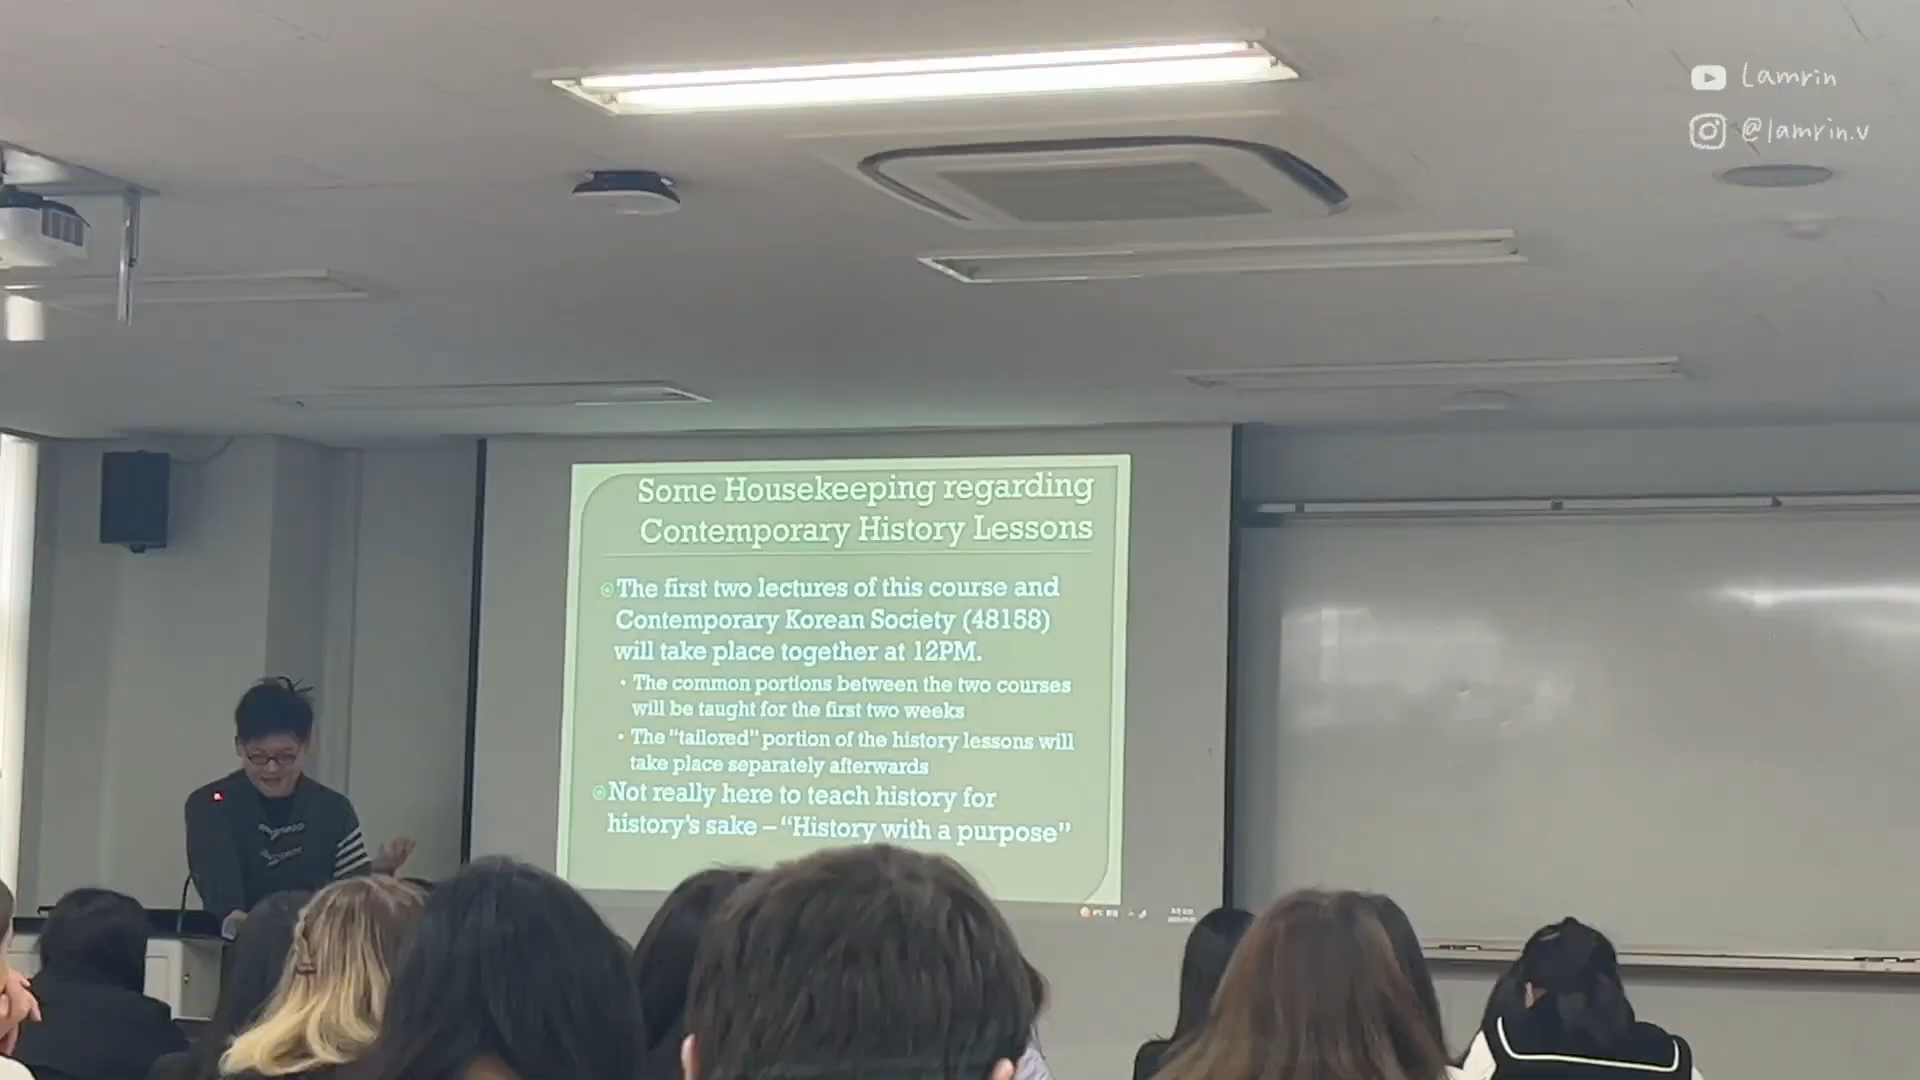 Lamrin
@lamrin.v
Some Housekeeping regarding
Contemporary History Lessons
The first two lectures of this course and
Contemporary Korean Society (48158)
will take place together at 12PM.
• The common portions between the two courses
will be taught for the first two weeks
• The “tailored” portion of the history lessons will
take place separately afterwards
Not really here to teach history for
history's sake – “History with a purpose”